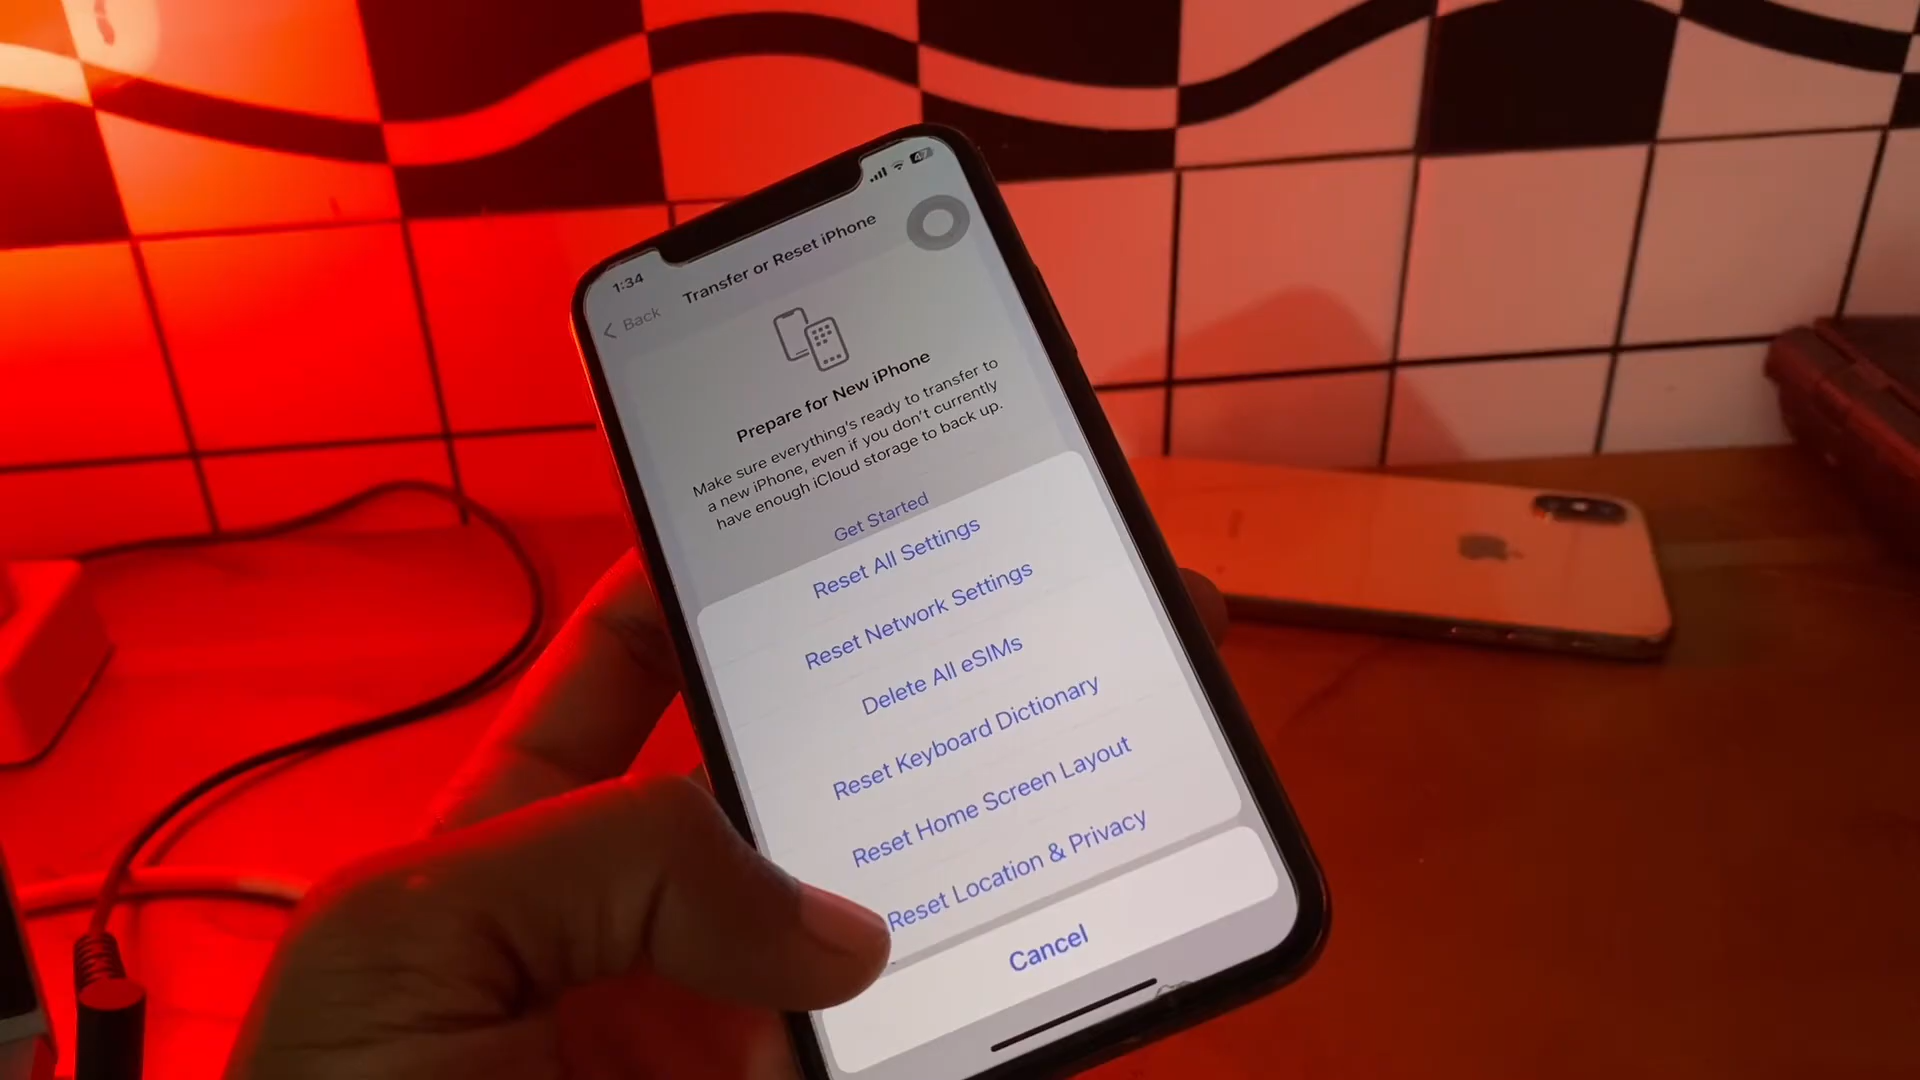 1:34
47
Back
Transfer or Reset iPhone
Prepare for New iPhone
Make sure everything's ready to transfer to
a new iPhone, even if you don't currently
have enough iCloud storage to back up.
Get Started
Reset All Settings
Reset Network Settings
Delete All eSIMs
Reset Keyboard Dictionary
Reset Home Screen Layout
Reset Location & Privacy
Cancel